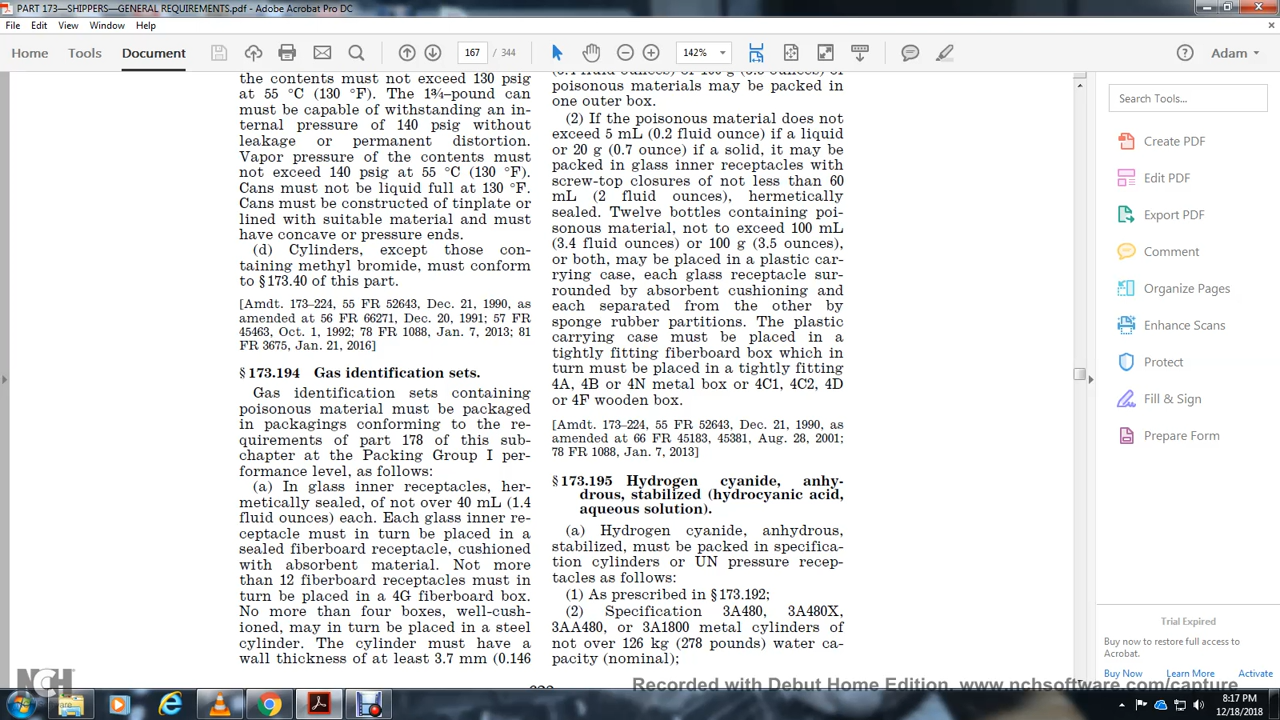 PART 173—SHIPPERS—GENERAL REQUIREMENTS.pdf - Adobe Acrobat Pro DC
File Edit View Window Help
Home Tools Document 167 / 344 142% Adam
the contents must not exceed 130 psig
at 55 °C (130 °F). The 1¾–pound can
must be capable of withstanding an in-
ternal pressure of 140 psig without
leakage or permanent distortion.
Vapor pressure of the contents must
not exceed 140 psig at 55 °C (130 °F).
Cans must not be liquid full at 130 °F.
Cans must be constructed of tinplate or
lined with suitable material and must
have concave or pressure ends.
(d) Cylinders, except those con-
taining methyl bromide, must conform
to §173.40 of this part.
[Amdt. 173–224, 55 FR 52643, Dec. 21, 1990, as
amended at 56 FR 66271, Dec. 20, 1991; 57 FR
45463, Oct. 1, 1992; 78 FR 1088, Jan. 7, 2013; 81
FR 3675, Jan. 21, 2016]
§173.194 Gas identification sets.
Gas identification sets containing
poisonous material must be packaged
in packagings conforming to the re-
quirements of part 178 of this sub-
chapter at the Packing Group I per-
formance level, as follows:
(a) In glass inner receptacles, her-
metically sealed, of not over 40 mL (1.4
fluid ounces) each. Each glass inner re-
ceptacle must in turn be placed in a
sealed fiberboard receptacle, cushioned
with absorbent material. Not more
than 12 fiberboard receptacles must in
turn be placed in a 4G fiberboard box.
No more than four boxes, well-cush-
ioned, may in turn be placed in a steel
cylinder. The cylinder must have a
wall thickness of at least 3.7 mm (0.146
(3.4 fluid ounces) or 100 g (3.5 ounces) of
poisonous materials may be packed in
one outer box.
(2) If the poisonous material does not
exceed 5 mL (0.2 fluid ounce) if a liquid
or 20 g (0.7 ounce) if a solid, it may be
packed in glass inner receptacles with
screw-top closures of not less than 60
mL (2 fluid ounces), hermetically
sealed. Twelve bottles containing poi-
sonous material, not to exceed 100 mL
(3.4 fluid ounces) or 100 g (3.5 ounces),
or both, may be placed in a plastic car-
rying case, each glass receptacle sur-
rounded by absorbent cushioning and
each separated from the other by
sponge rubber partitions. The plastic
carrying case must be placed in a
tightly fitting fiberboard box which in
turn must be placed in a tightly fitting
4A, 4B or 4N metal box or 4C1, 4C2, 4D
or 4F wooden box.
[Amdt. 173–224, 55 FR 52643, Dec. 21, 1990, as
amended at 66 FR 45183, 45381, Aug. 28, 2001;
78 FR 1088, Jan. 7, 2013]
§173.195 Hydrogen cyanide, anhy-
drous, stabilized (hydrocyanic acid,
aqueous solution).
(a) Hydrogen cyanide, anhydrous,
stabilized, must be packed in specifica-
tion cylinders or UN pressure recep-
tacles as follows:
(1) As prescribed in §173.192;
(2) Specification 3A480, 3A480X,
3AA480, or 3A1800 metal cylinders of
not over 126 kg (278 pounds) water ca-
pacity (nominal);
Search Tools...
Create PDF
Edit PDF
Export PDF
Comment
Organize Pages
Enhance Scans
Protect
Fill & Sign
Prepare Form
Trial Expired
Buy now to restore full access to
Acrobat.
Buy Now Learn More Activate
NCH
Recorded with Debut Home Edition. www.nchsoftware.com/capture
8:17 PM
12/18/2018